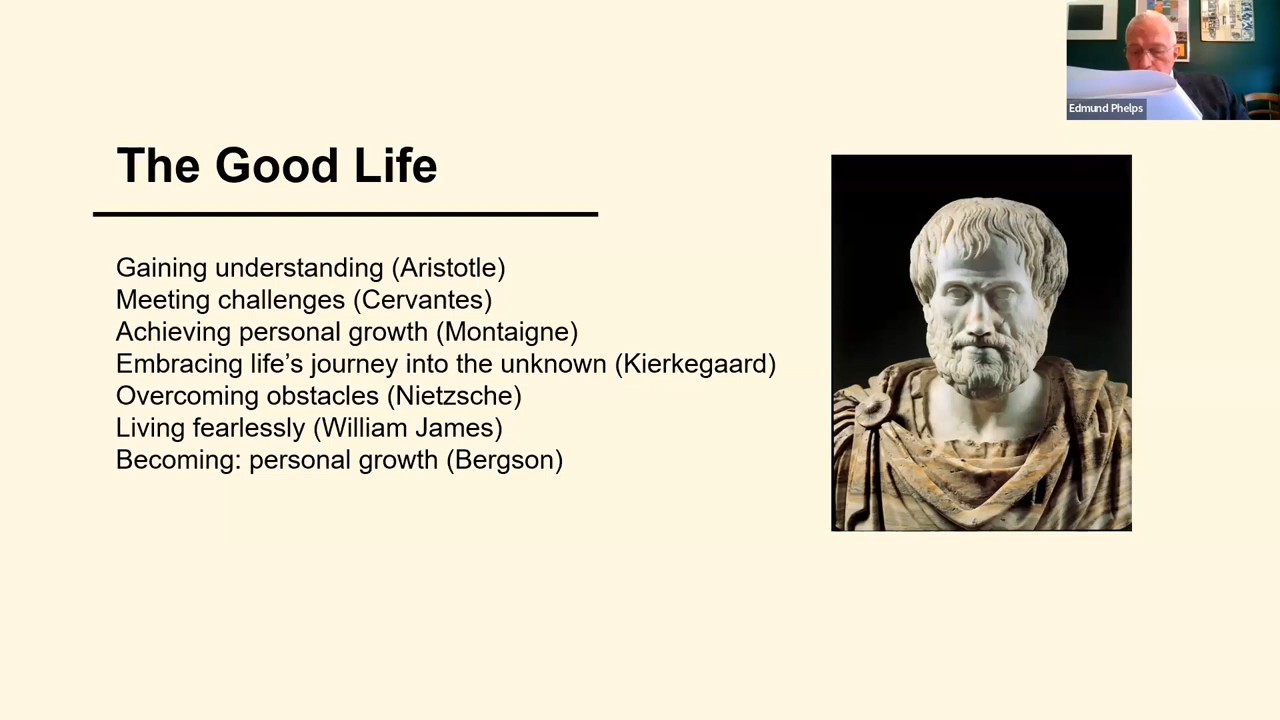 Edmund Phelps
The Good Life
Gaining understanding (Aristotle)
Meeting challenges (Cervantes)
Achieving personal growth (Montaigne)
Embracing life’s journey into the unknown (Kierkegaard)
Overcoming obstacles (Nietzsche)
Living fearlessly (William James)
Becoming: personal growth (Bergson)